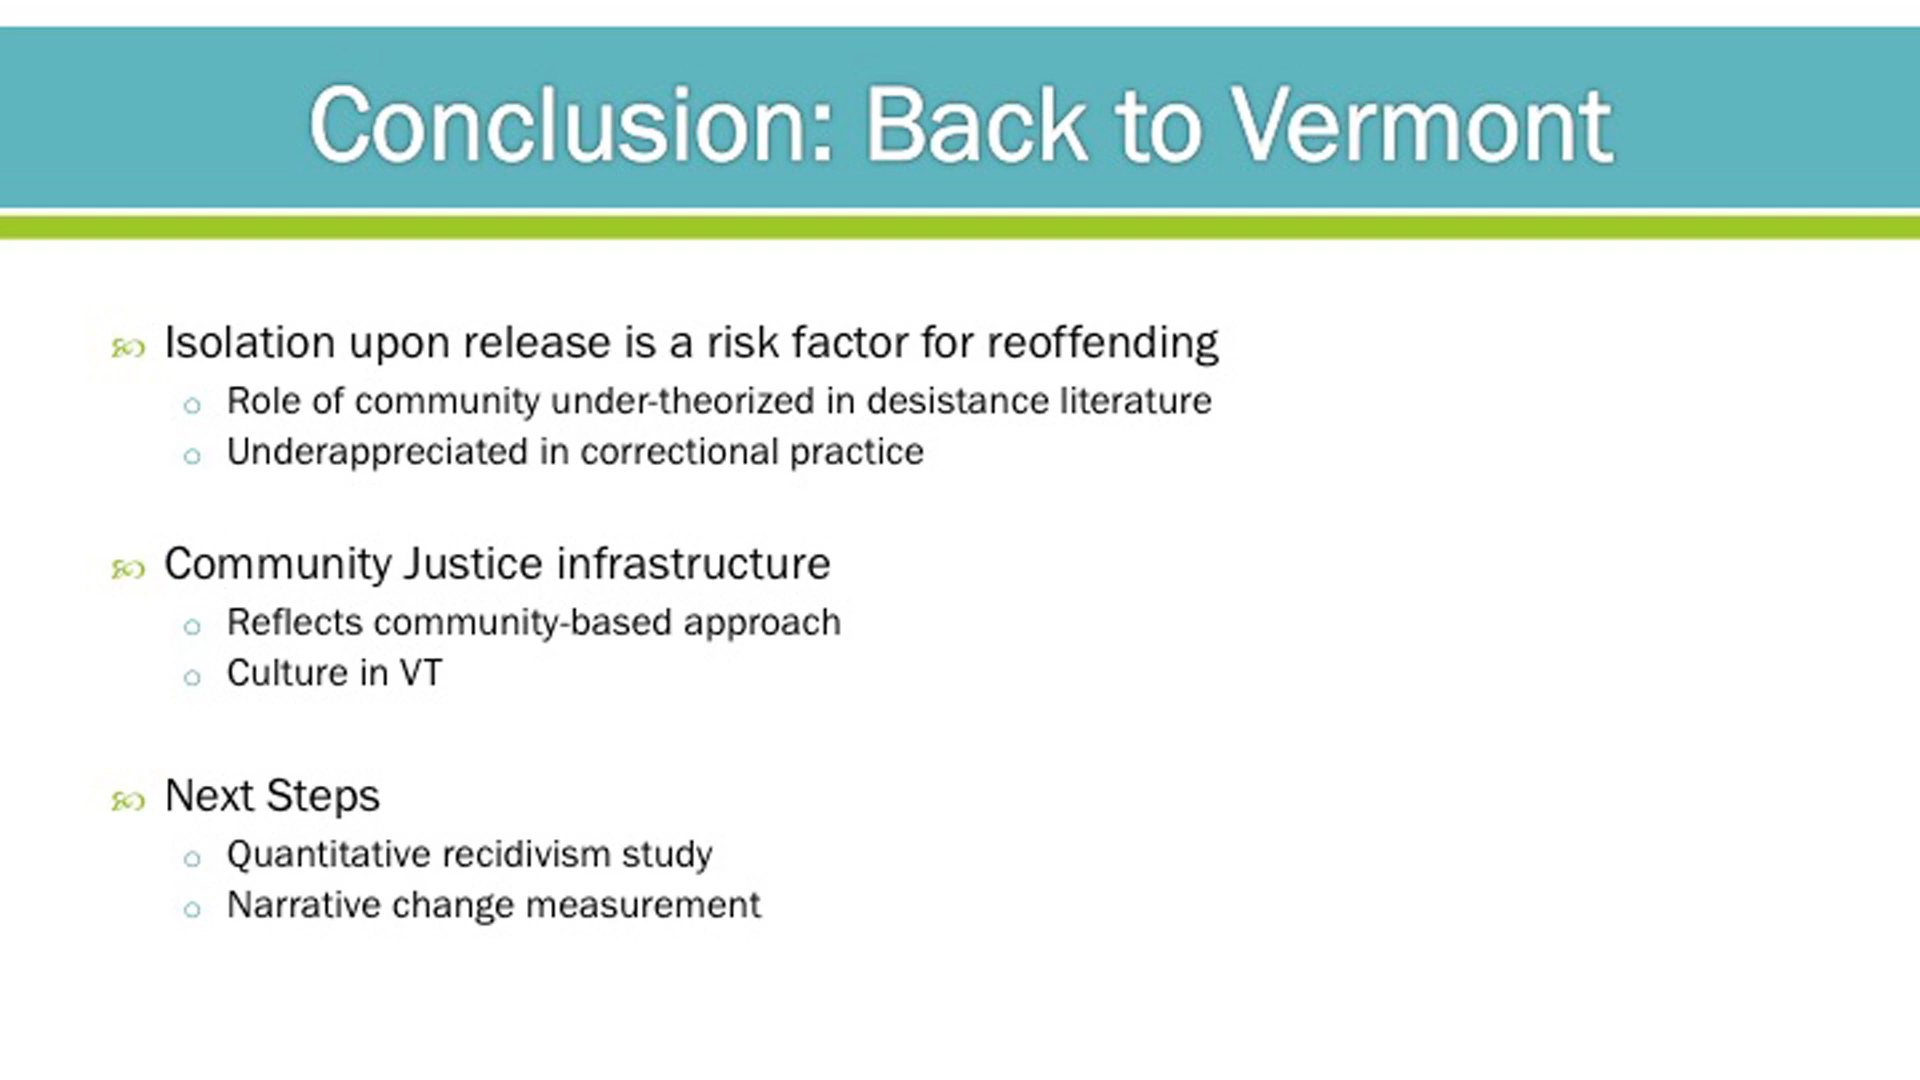 Conclusion: Back to Vermont
Isolation upon release is a risk factor for reoffending
Role of community under-theorized in desistance literature
Underappreciated in correctional practice
Community Justice infrastructure
Reflects community-based approach
Culture in VT
Next Steps
Quantitative recidivism study
Narrative change measurement